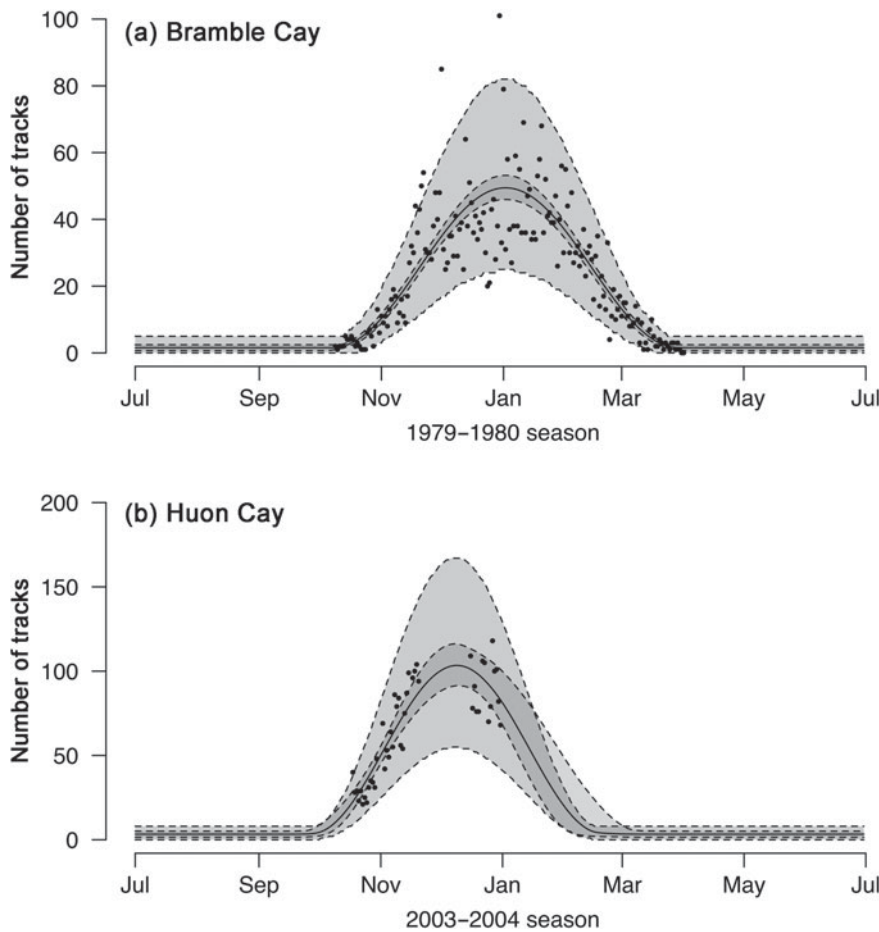 (a) Bramble Cay
Number of tracks
100
80
60
40
20
0
Jul Sep Nov Jan Mar May Jul
1979–1980 season
(b) Huon Cay
Number of tracks
200
150
100
50
0
Jul Sep Nov Jan Mar May Jul
2003–2004 season